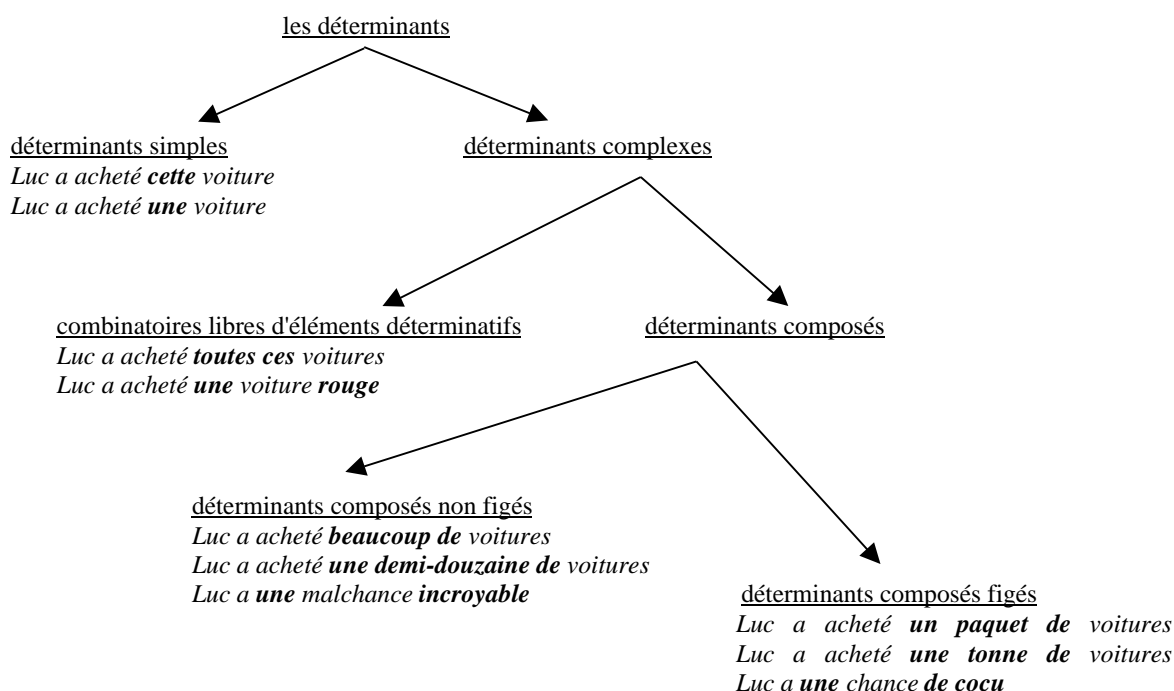 les déterminants
déterminants simples
Luc a acheté cette voiture
Luc a acheté une voiture
déterminants complexes
combinatoires libres d'éléments déterminatifs
Luc a acheté toutes ces voitures
Luc a acheté une voiture rouge
déterminants composés
déterminants composés non figés
Luc a acheté beaucoup de voitures
Luc a acheté une demi-douzaine de voitures
Luc a une malchance incroyable
déterminants composés figés
Luc a acheté un paquet de voitures
Luc a acheté une tonne de voitures
Luc a une chance de cocu